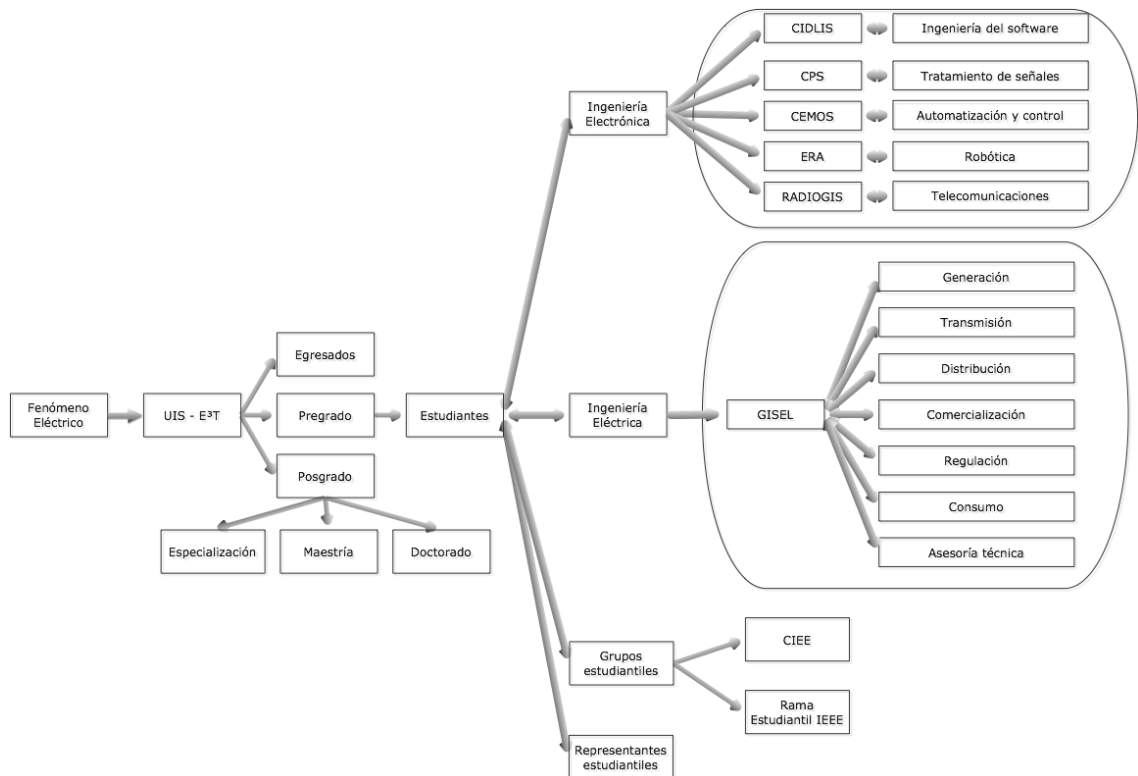 CIDLIS
Ingeniería del software
CPS
Tratamiento de señales
Ingeniería
Electrónica
CEMOS
Automatización y control
ERA
Robótica
RADIOGIS
Telecomunicaciones
Generación
Transmisión
Egresados
Distribución
Fenómeno
Eléctrico
UIS - E³T
Pregrado
Estudiantes
Ingeniería
Eléctrica
GISEL
Comercialización
Regulación
Posgrado
Consumo
Especialización
Maestría
Doctorado
Asesoría técnica
Grupos
estudiantiles
CIEE
Rama
Estudiantil IEEE
Representantes
estudiantiles